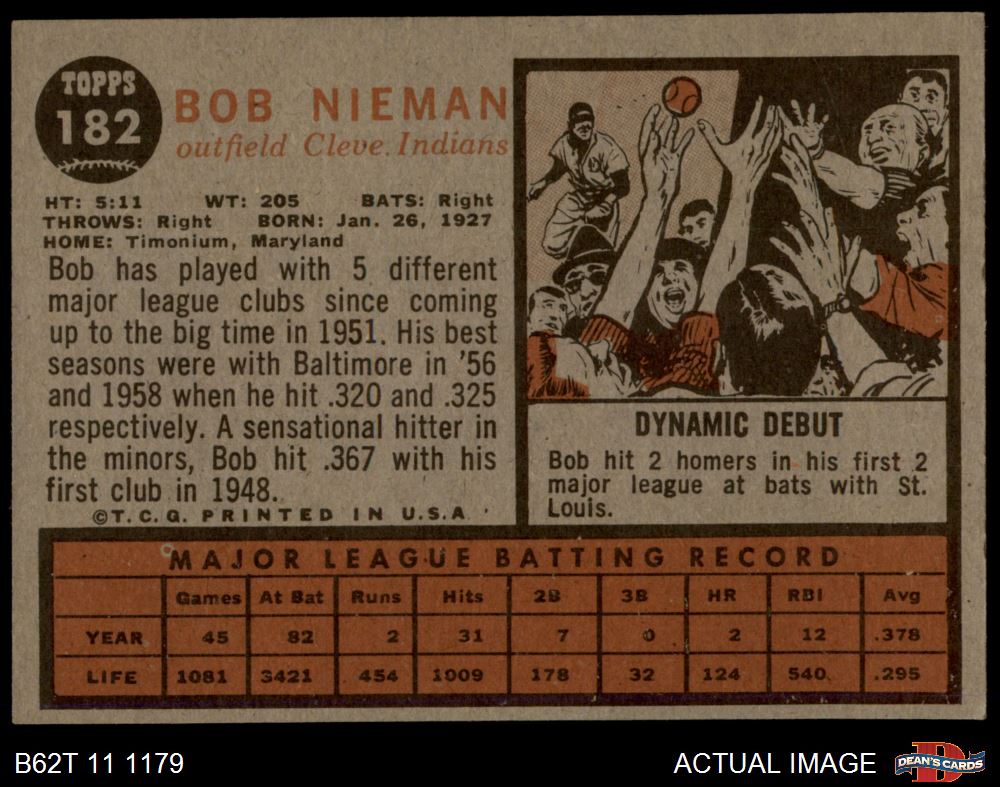 TOPPS
182
BOB NIEMAN
outfield Cleve. Indians
HT: 5:11 WT: 205 BATS: Right
THROWS: Right BORN: Jan. 26, 1927
HOME: Timonium, Maryland
Bob has played with 5 different
major league clubs since coming
up to the big time in 1951. His best
seasons were with Baltimore in '56
and 1958 when he hit .320 and .325
respectively. A sensational hitter in
the minors, Bob hit .367 with his
first club in 1948.
©T.C.G. PRINTED IN U.S.A.
DYNAMIC DEBUT
Bob hit 2 homers in his first 2
major league at bats with St.
Louis.
MAJOR LEAGUE BATTING RECORD
Games At Bat Runs Hits 2B 3B HR RBI Avg
YEAR 45 82 2 31 7 0 2 12 .378
LIFE 1081 3421 454 1009 178 32 124 540 .295
B62T 11 1179
ACTUAL IMAGE
D
DEAN'S CARDS